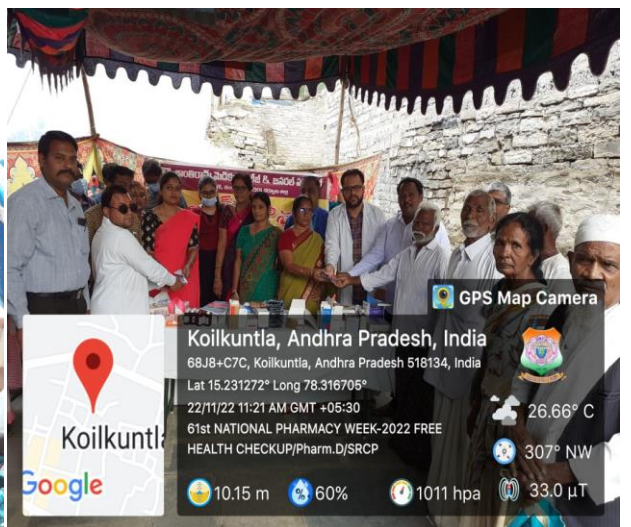 GPS Map Camera
Koilkuntla, Andhra Pradesh, India
68J8+C7C, Koilkuntla, Andhra Pradesh 518134, India
Lat 15.231272° Long 78.316705°
22/11/22 11:21 AM GMT +05:30
61st NATIONAL PHARMACY WEEK-2022 FREE
HEALTH CHECKUP/Pharm.D/SRCP
26.66° C
307° NW
10.15 m
60%
1011 hpa
33.0 µT
Koilkuntla
Google